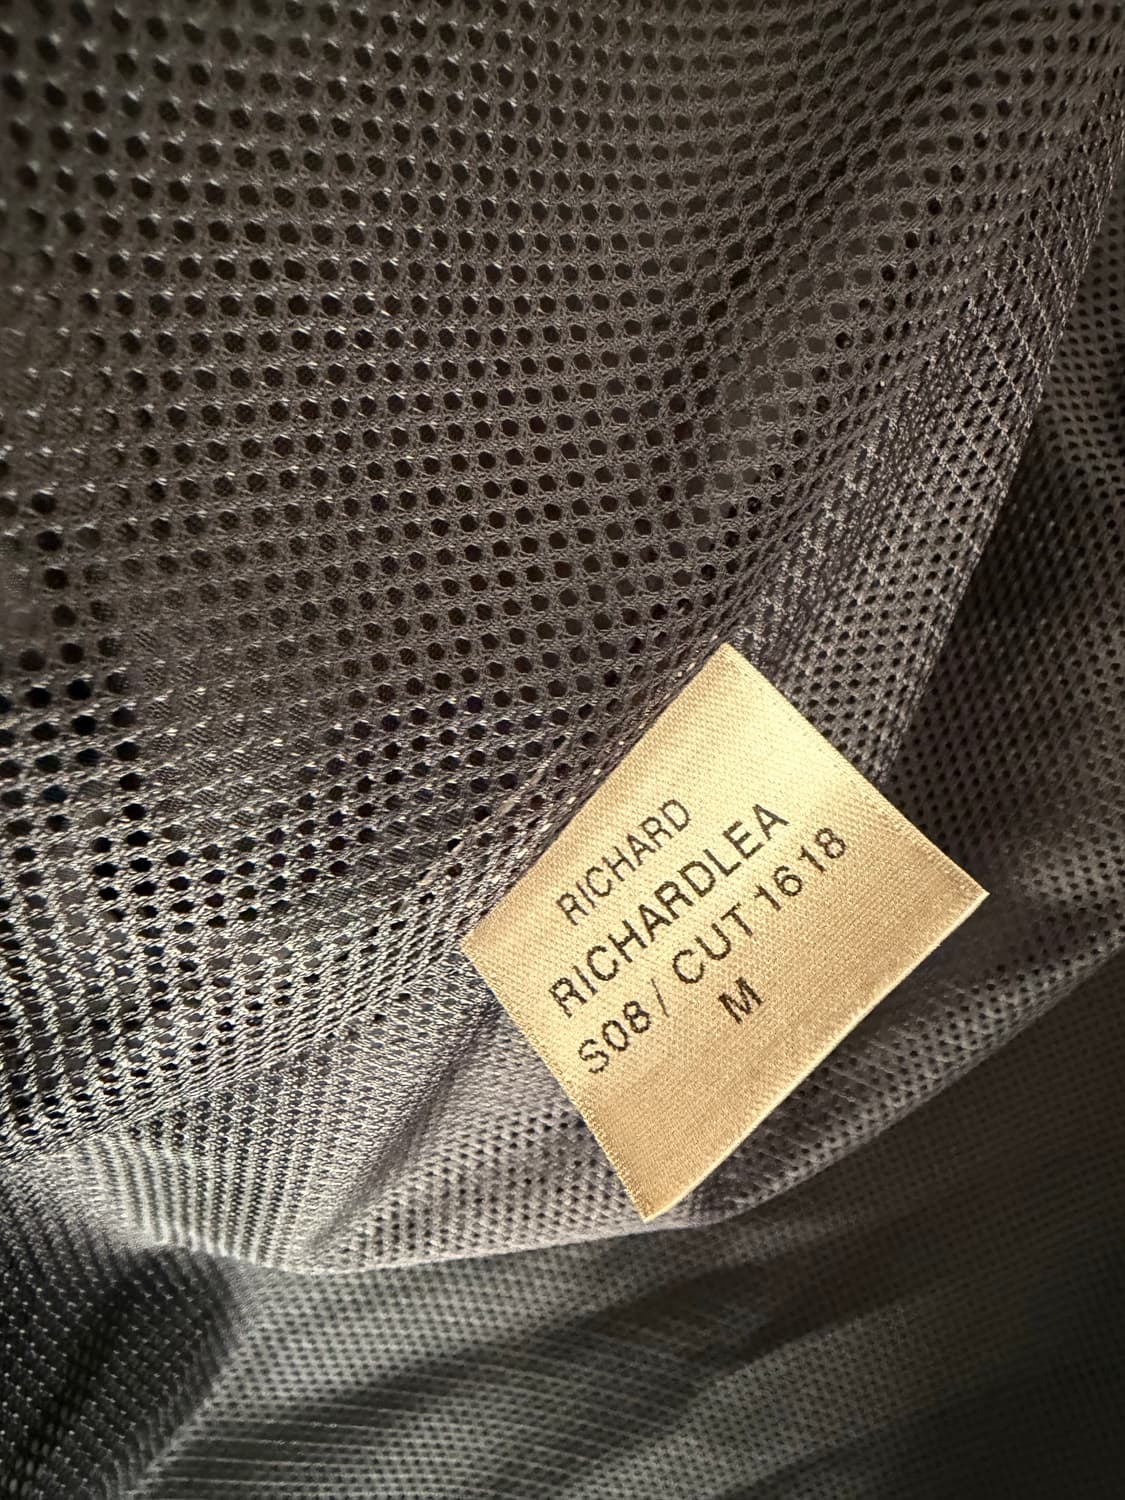 RICHARD
RICHARDLEA
S08 / CUT 1618
M